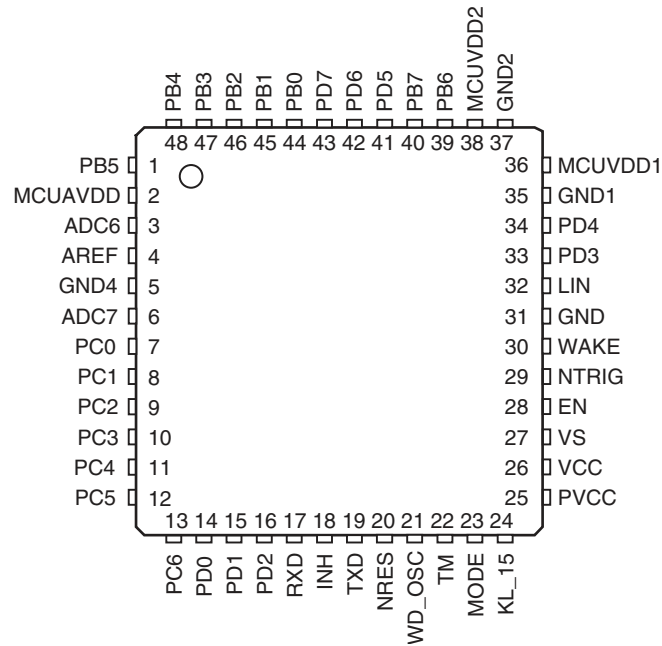 PB4 PB3 PB2 PB1 PB0 PD7 PD6 PD5 PB7 PB6 MCUVDD2 GND2
48 47 46 45 44 43 42 41 40 39 38 37
PB5 1 36 MCUVDD1
MCUAVDD 2 35 GND1
ADC6 3 34 PD4
AREF 4 33 PD3
GND4 5 32 LIN
ADC7 6 31 GND
PC0 7 30 WAKE
PC1 8 29 NTRIG
PC2 9 28 EN
PC3 10 27 VS
PC4 11 26 VCC
PC5 12 25 PVCC
13 14 15 16 17 18 19 20 21 22 23 24
PC6 PD0 PD1 PD2 RXD INH TXD NRES WD_OSC TM MODE KL_15